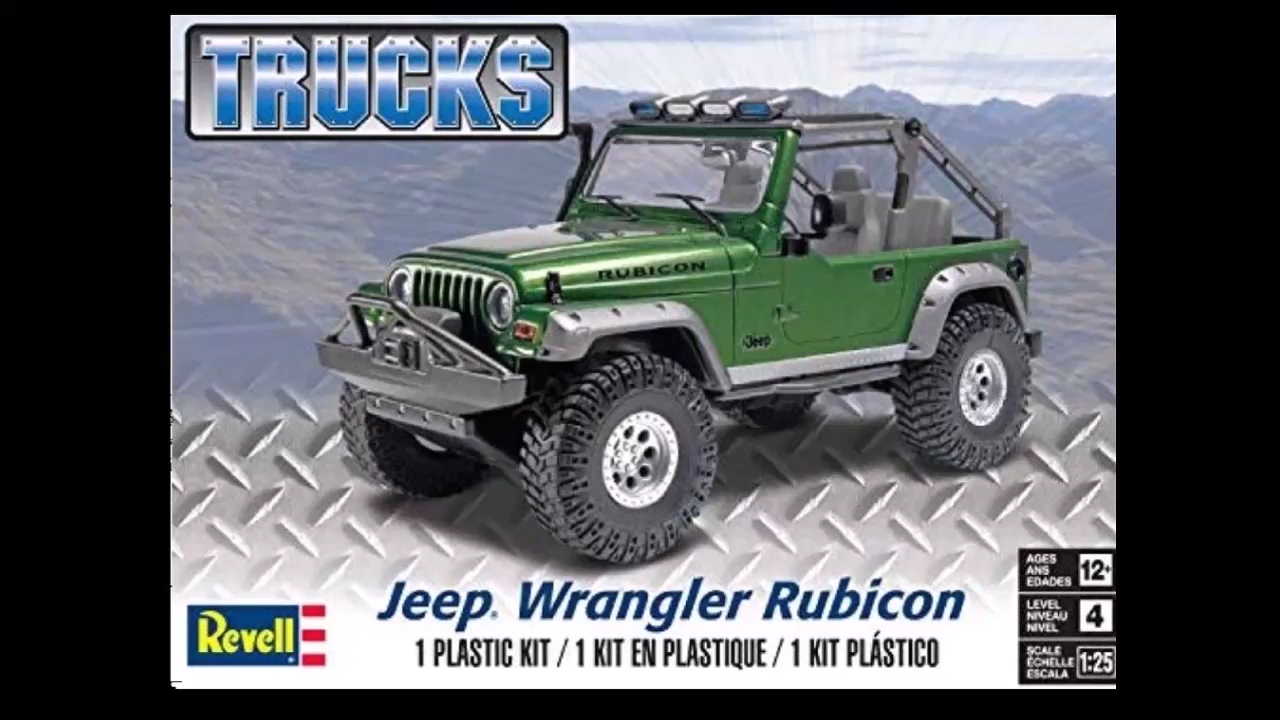 TRUCKS
RUBICON
Jeep
Jeep® Wrangler Rubicon
1 PLASTIC KIT / 1 KIT EN PLASTIQUE / 1 KIT PLÁSTICO
Revell
AGES
ANS
EDADES
12+
LEVEL
NIVEAU
NIVEL
4
SCALE
ÉCHELLE
ESCALA
1:25